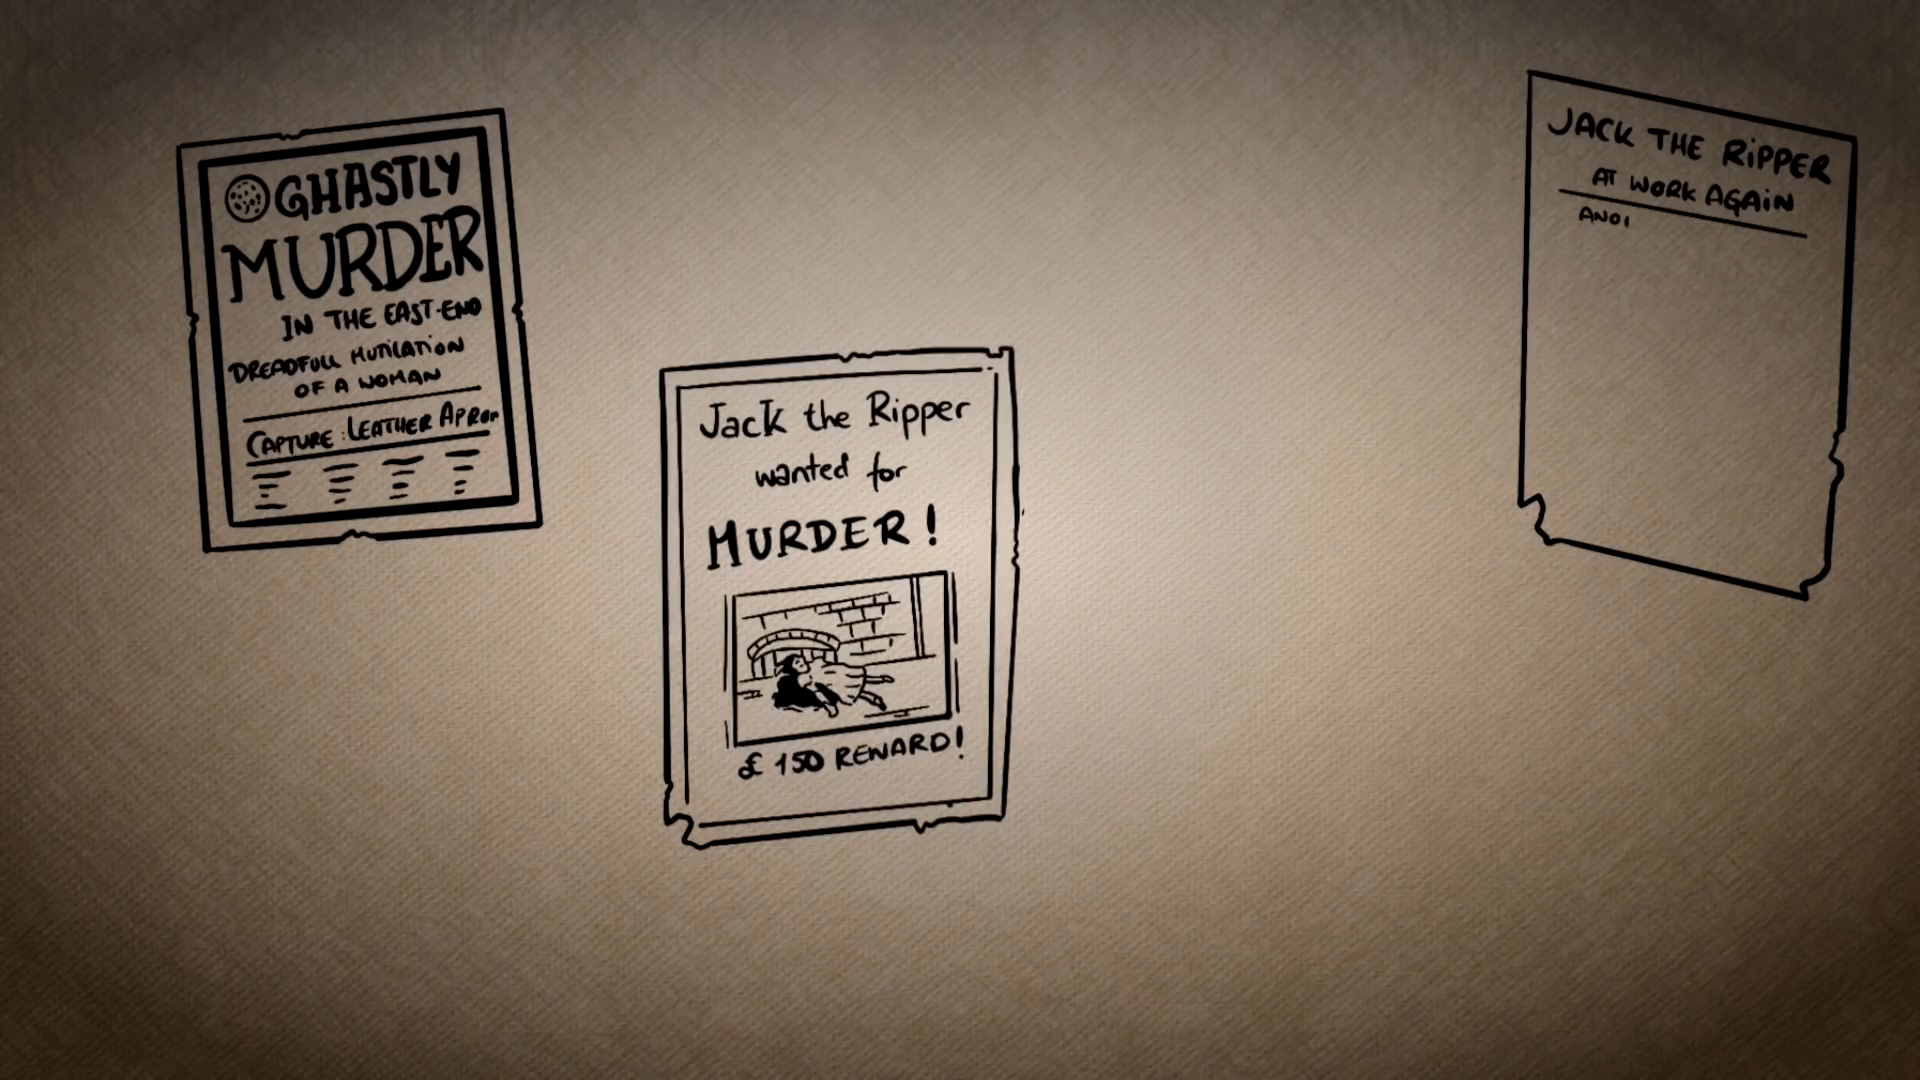 GHASTLY
MURDER
IN THE EAST-END
DREADFULL MUTILATION
OF A WOMAN
CAPTURE : LEATHER APRON
Jack the Ripper
wanted for
MURDER!
£ 150 REWARD!
JACK THE RIPPER
AT WORK AGAIN